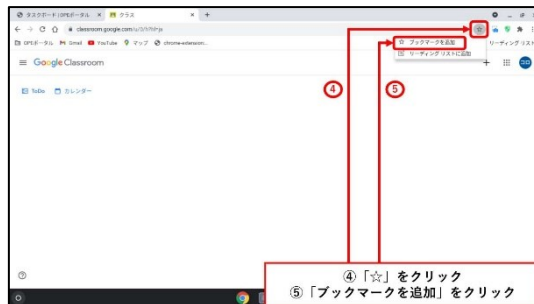 タスクボード|OPEポータル
クラス
classroom.google.com
OPEポータル Gmail YouTube マップ chrome-extension...
リーディング リスト
☆ ブックマークを追加
リーディング リストに追加
Google Classroom
ToDo カレンダー
④ ⑤
④「☆」をクリック
⑤「ブックマークを追加」をクリック